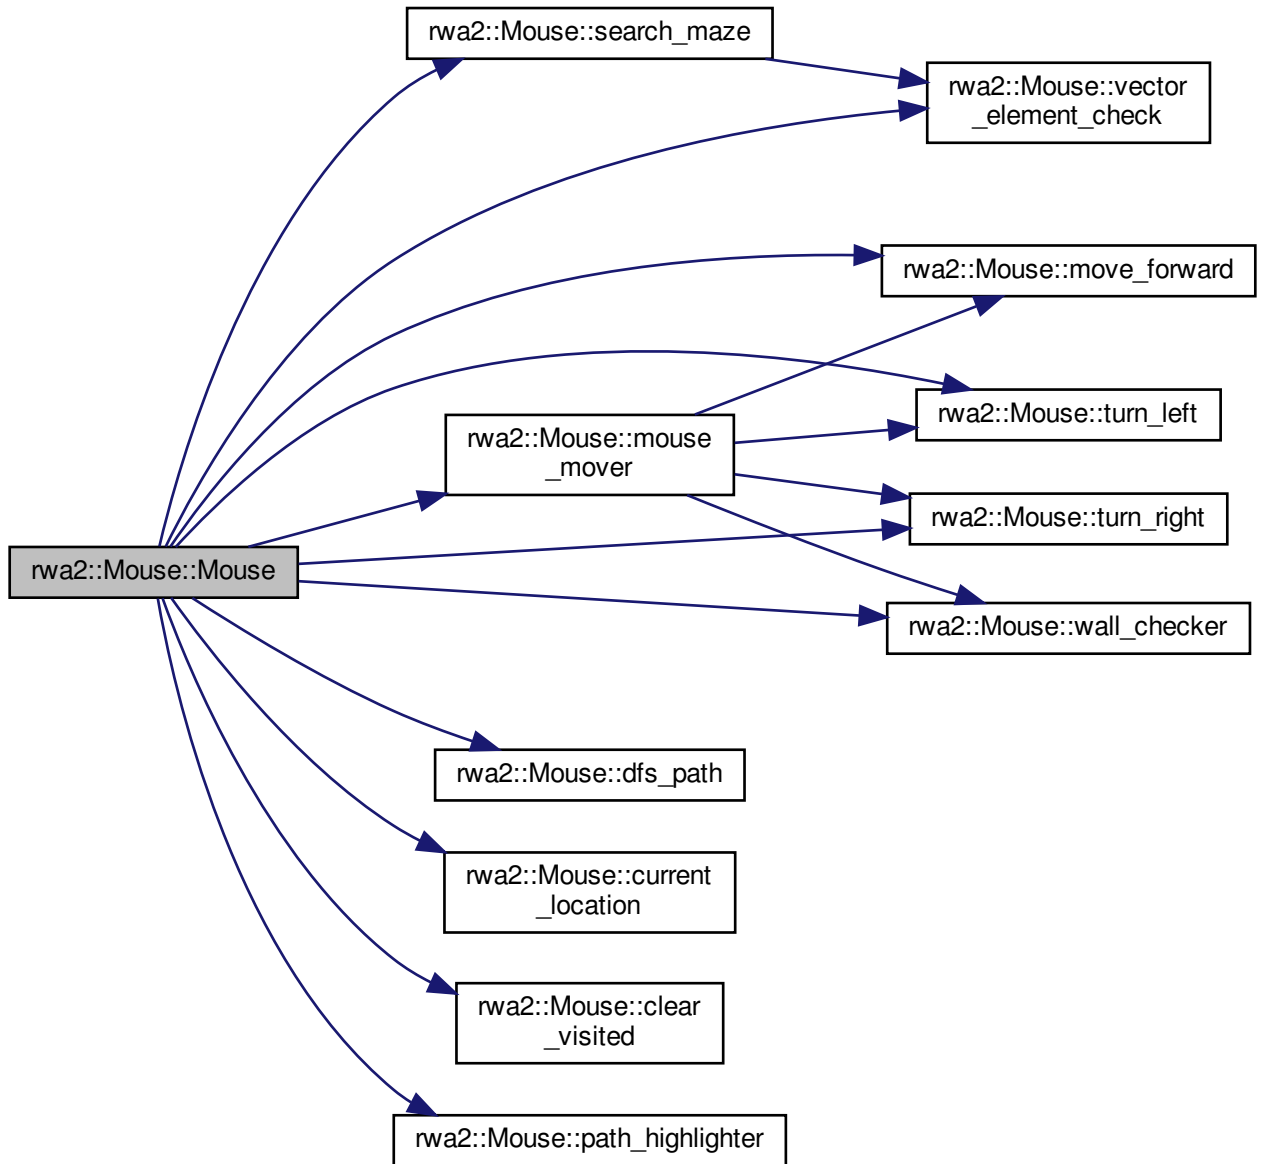 rwa2::Mouse::search_maze
rwa2::Mouse::vector
_element_check
rwa2::Mouse::move_forward
rwa2::Mouse::turn_left
rwa2::Mouse::mouse
_mover
rwa2::Mouse::turn_right
rwa2::Mouse::Mouse
rwa2::Mouse::wall_checker
rwa2::Mouse::dfs_path
rwa2::Mouse::current
_location
rwa2::Mouse::clear
_visited
rwa2::Mouse::path_highlighter